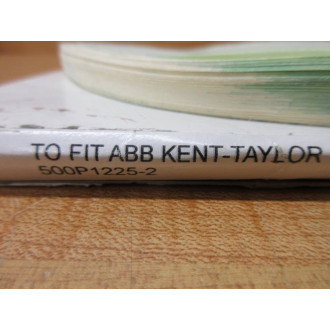 TO FIT ABB KENT-TAYLOR
500P1225-2